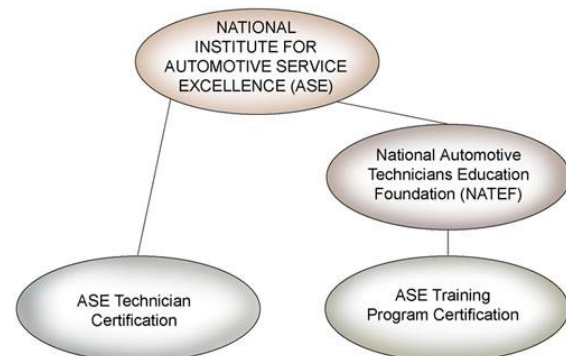 NATIONAL
INSTITUTE FOR
AUTOMOTIVE SERVICE
EXCELLENCE (ASE)
National Automotive
Technicians Education
Foundation (NATEF)
ASE Technician
Certification
ASE Training
Program Certification